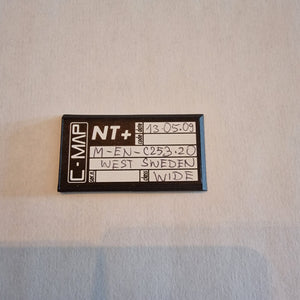 C-MAP
NT+
13.05.09
M-EN-C253.20
WEST SWEDEN
WIDE